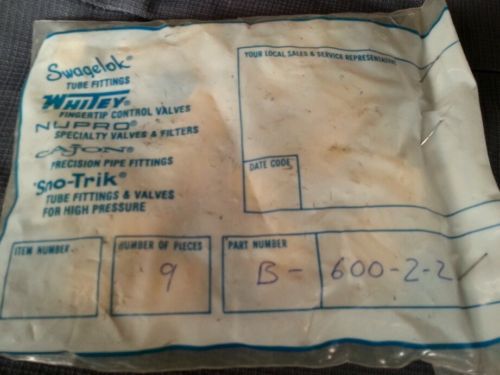 Swagelok®
TUBE FITTINGS
WHITEY®
FINGERTIP CONTROL VALVES
NUPRO®
SPECIALTY VALVES & FILTERS
CAJON®
PRECISION PIPE FITTINGS
Sno-Trik®
TUBE FITTINGS & VALVES
FOR HIGH PRESSURE
YOUR LOCAL SALES & SERVICE REPRESENTATIVE
DATE CODE
ITEM NUMBER
NUMBER OF PIECES
9
PART NUMBER
B-600-2-2